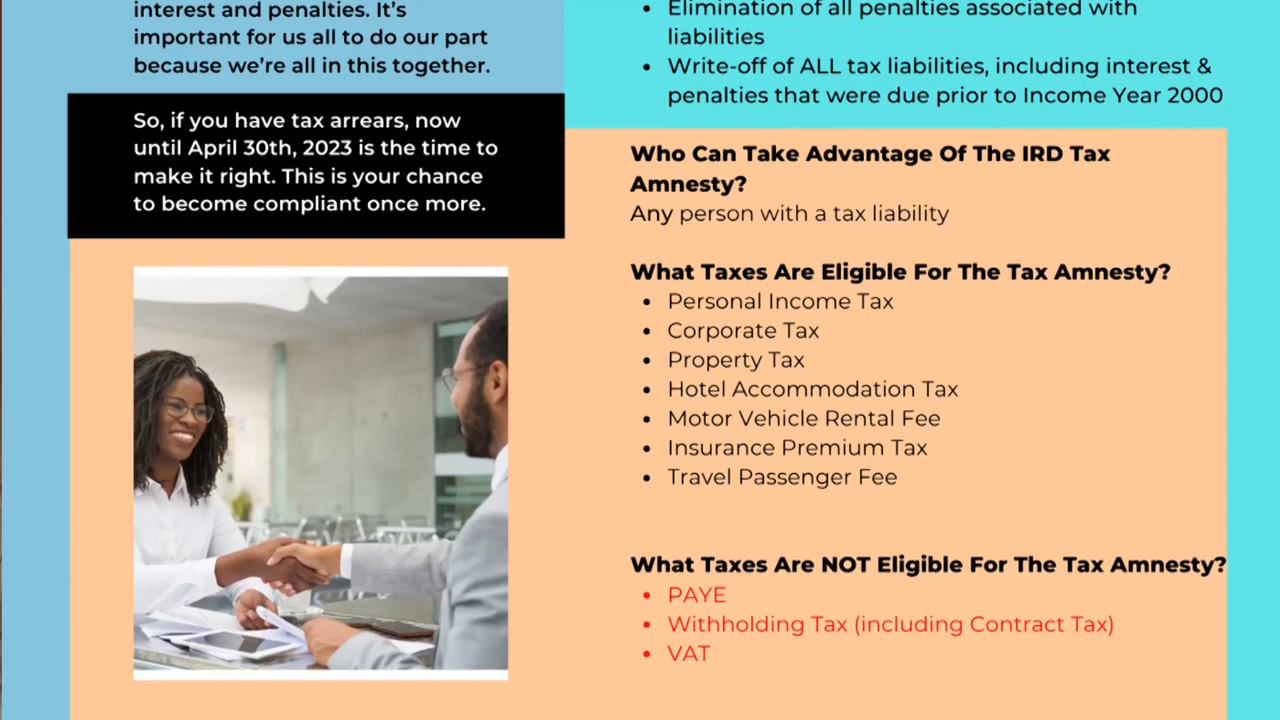 interest and penalties. It's
important for us all to do our part
because we're all in this together.
So, if you have tax arrears, now
until April 30th, 2023 is the time to
make it right. This is your chance
to become compliant once more.
• Elimination of all penalties associated with
liabilities
• Write-off of ALL tax liabilities, including interest &
penalties that were due prior to Income Year 2000
Who Can Take Advantage Of The IRD Tax
Amnesty?
Any person with a tax liability
What Taxes Are Eligible For The Tax Amnesty?
• Personal Income Tax
• Corporate Tax
• Property Tax
• Hotel Accommodation Tax
• Motor Vehicle Rental Fee
• Insurance Premium Tax
• Travel Passenger Fee
What Taxes Are NOT Eligible For The Tax Amnesty?
• PAYE
• Withholding Tax (including Contract Tax)
• VAT